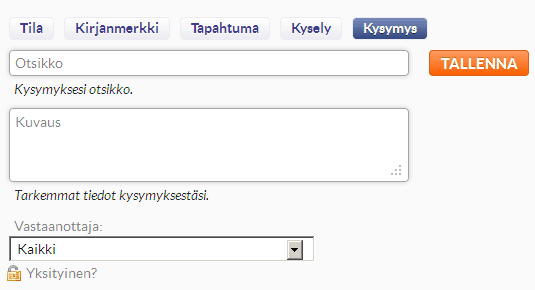 Tila Kirjanmerkki Tapahtuma Kysely Kysymys
Otsikko TALLENNA
Kysymyksesi otsikko.
Kuvaus
Tarkemmat tiedot kysymyksestäsi.
Vastaanottaja:
Kaikki
Yksityinen?